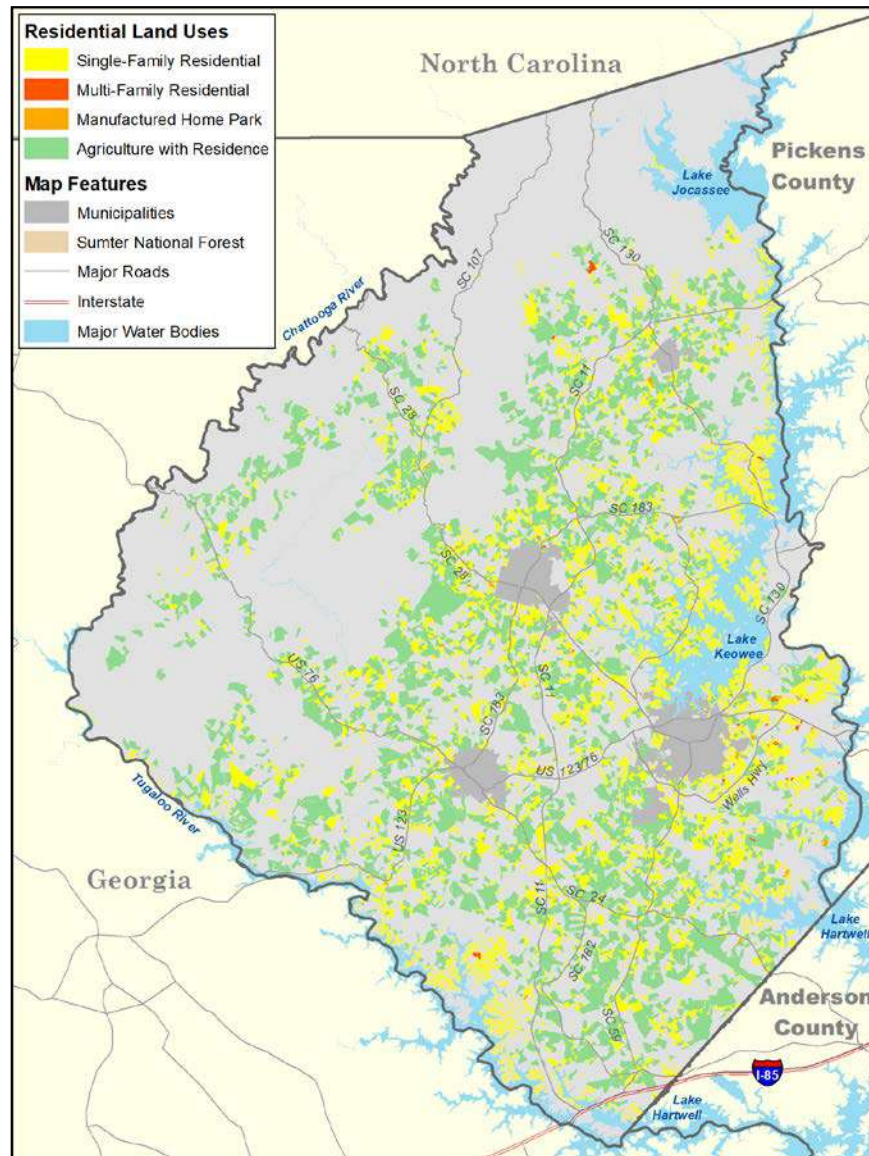 Residential Land Uses
Single-Family Residential
Multi-Family Residential
Manufactured Home Park
Agriculture with Residence
Map Features
Municipalities
Sumter National Forest
Major Roads
Interstate
Major Water Bodies
North Carolina
Pickens
County
Lake
Jocassee
SC 107
SC 130
Chattooga River
SC 11
SC 28
SC 183
SC 28
SC 130
Lake
Keowee
US 76
SC 11
SC 183
US 123/76
Wells Hwy
Tugaloo River
US 123
Georgia
SC 11
SC 24
SC 182
Lake
Hartwell
Anderson
County
SC 59
I-85
Lake
Hartwell